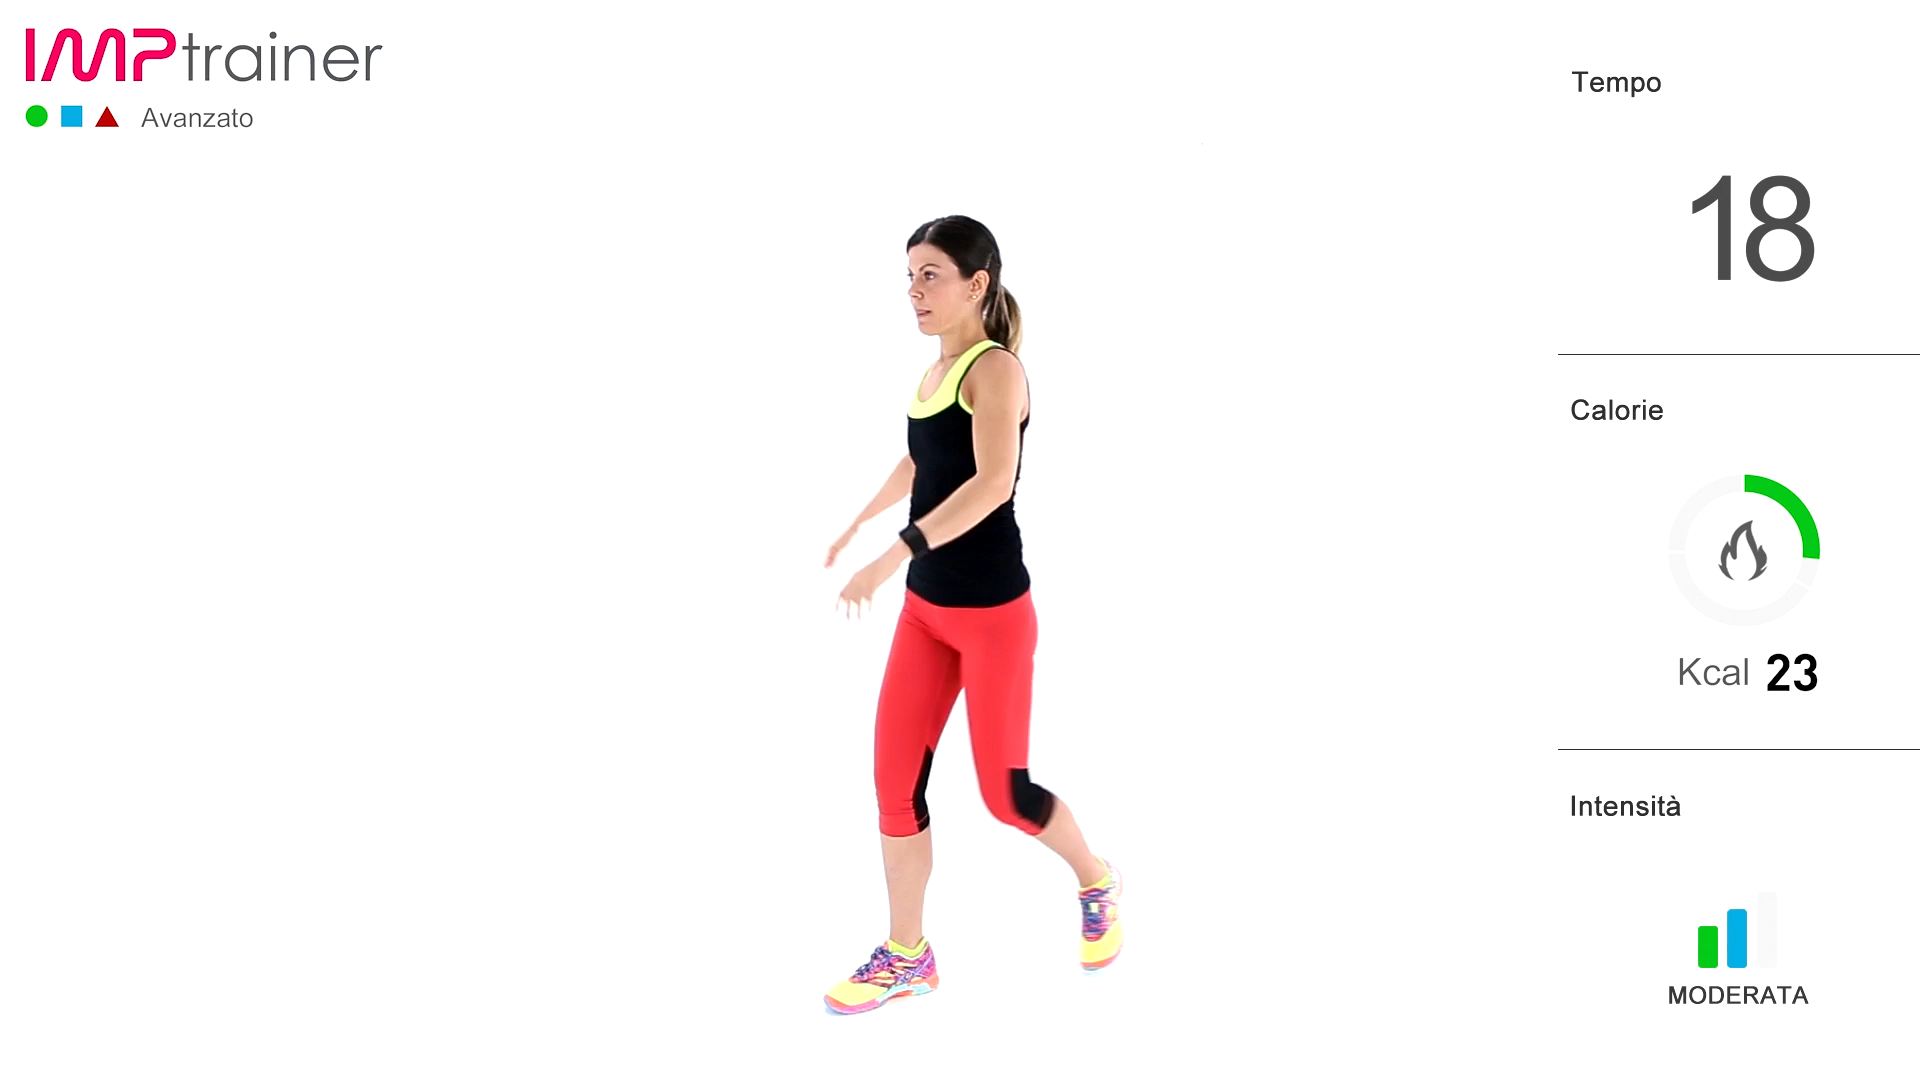 IMPtrainer
Avanzato
Tempo
18
Calorie
Kcal 23
Intensità
MODERATA